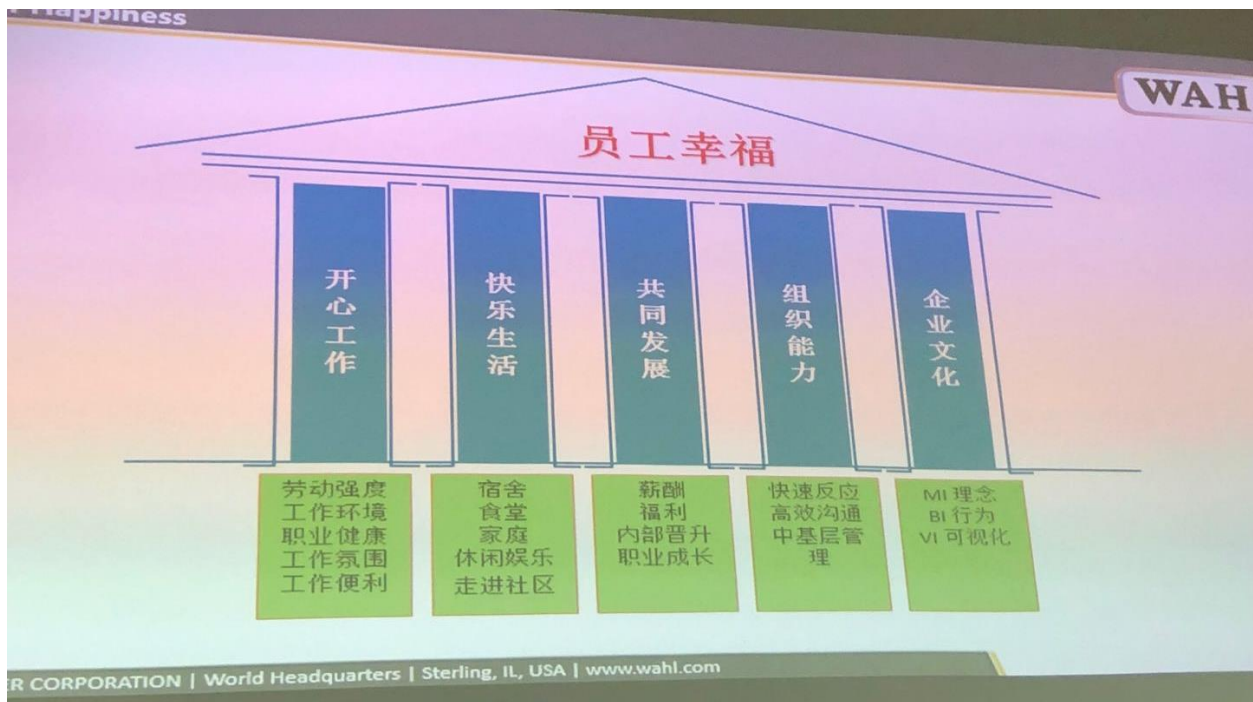 Happiness
WAH
员工幸福
开心工作
快乐生活
共同发展
组织能力
企业文化
劳动强度
工作环境
职业健康
工作氛围
工作便利
宿舍
食堂
家庭
休闲娱乐
走进社区
薪酬
福利
内部晋升
职业成长
快速反应
高效沟通
中基层管
理
MI 理念
BI 行为
VI 可视化
ER CORPORATION | World Headquarters | Sterling, IL, USA | www.wahl.com